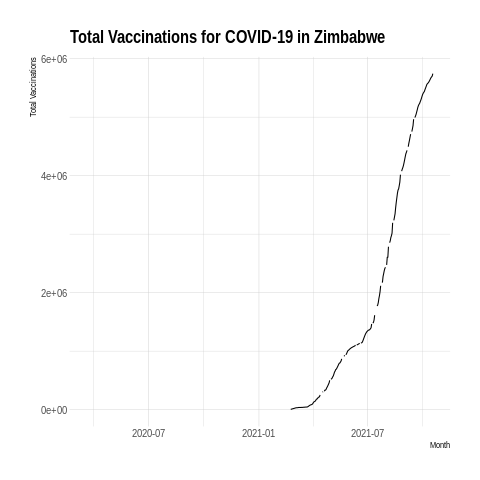 Total Vaccinations for COVID-19 in Zimbabwe
Total Vaccinations
6e+06
4e+06
2e+06
0e+00
2020-07 2021-01 2021-07
Month